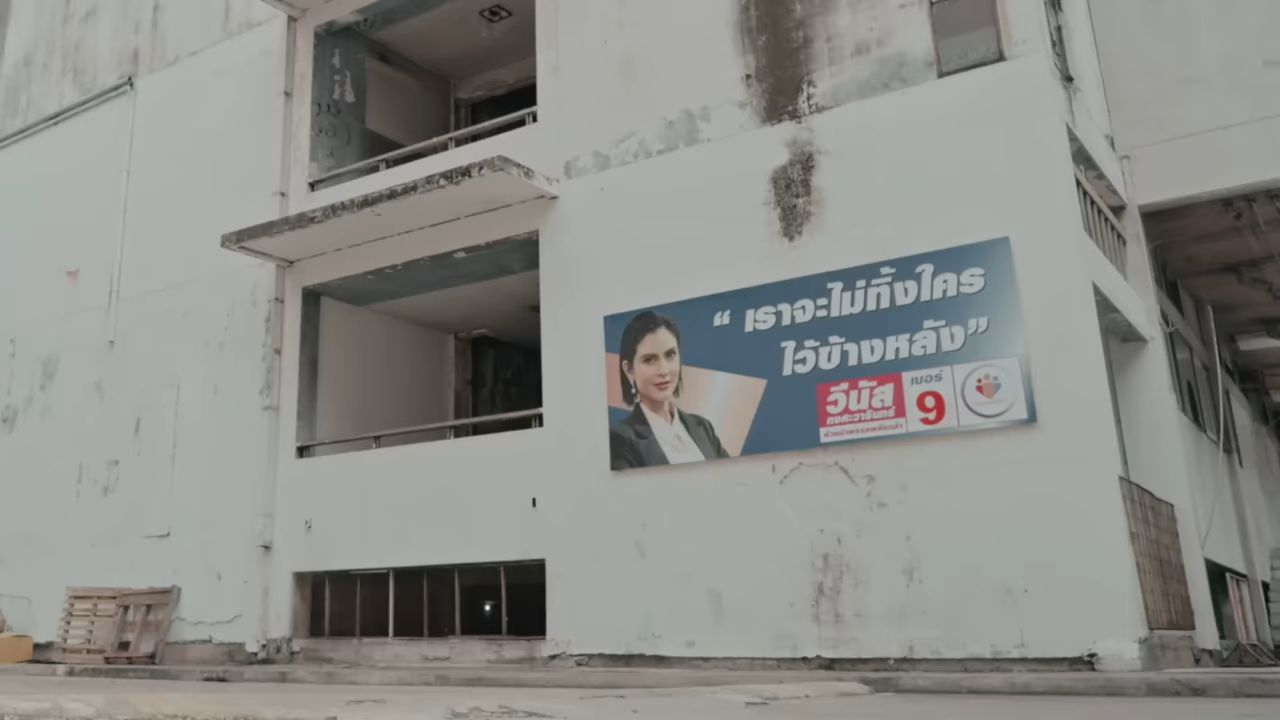 “ เราจะไม่ทิ้งใคร
ไว้ข้างหลัง”
วีนัส
เบอร์
9